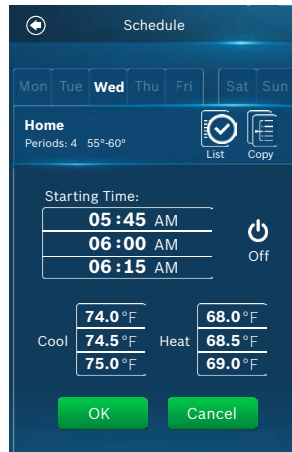 Schedule
Mon Tue Wed Thu Fri Sat Sun
Home
Periods: 4 55°-60°
List Copy
Starting Time:
05:45 AM
06:00 AM
06:15 AM
Off
74.0°F 68.0°F
Cool 74.5°F Heat 68.5°F
75.0°F 69.0°F
OK Cancel